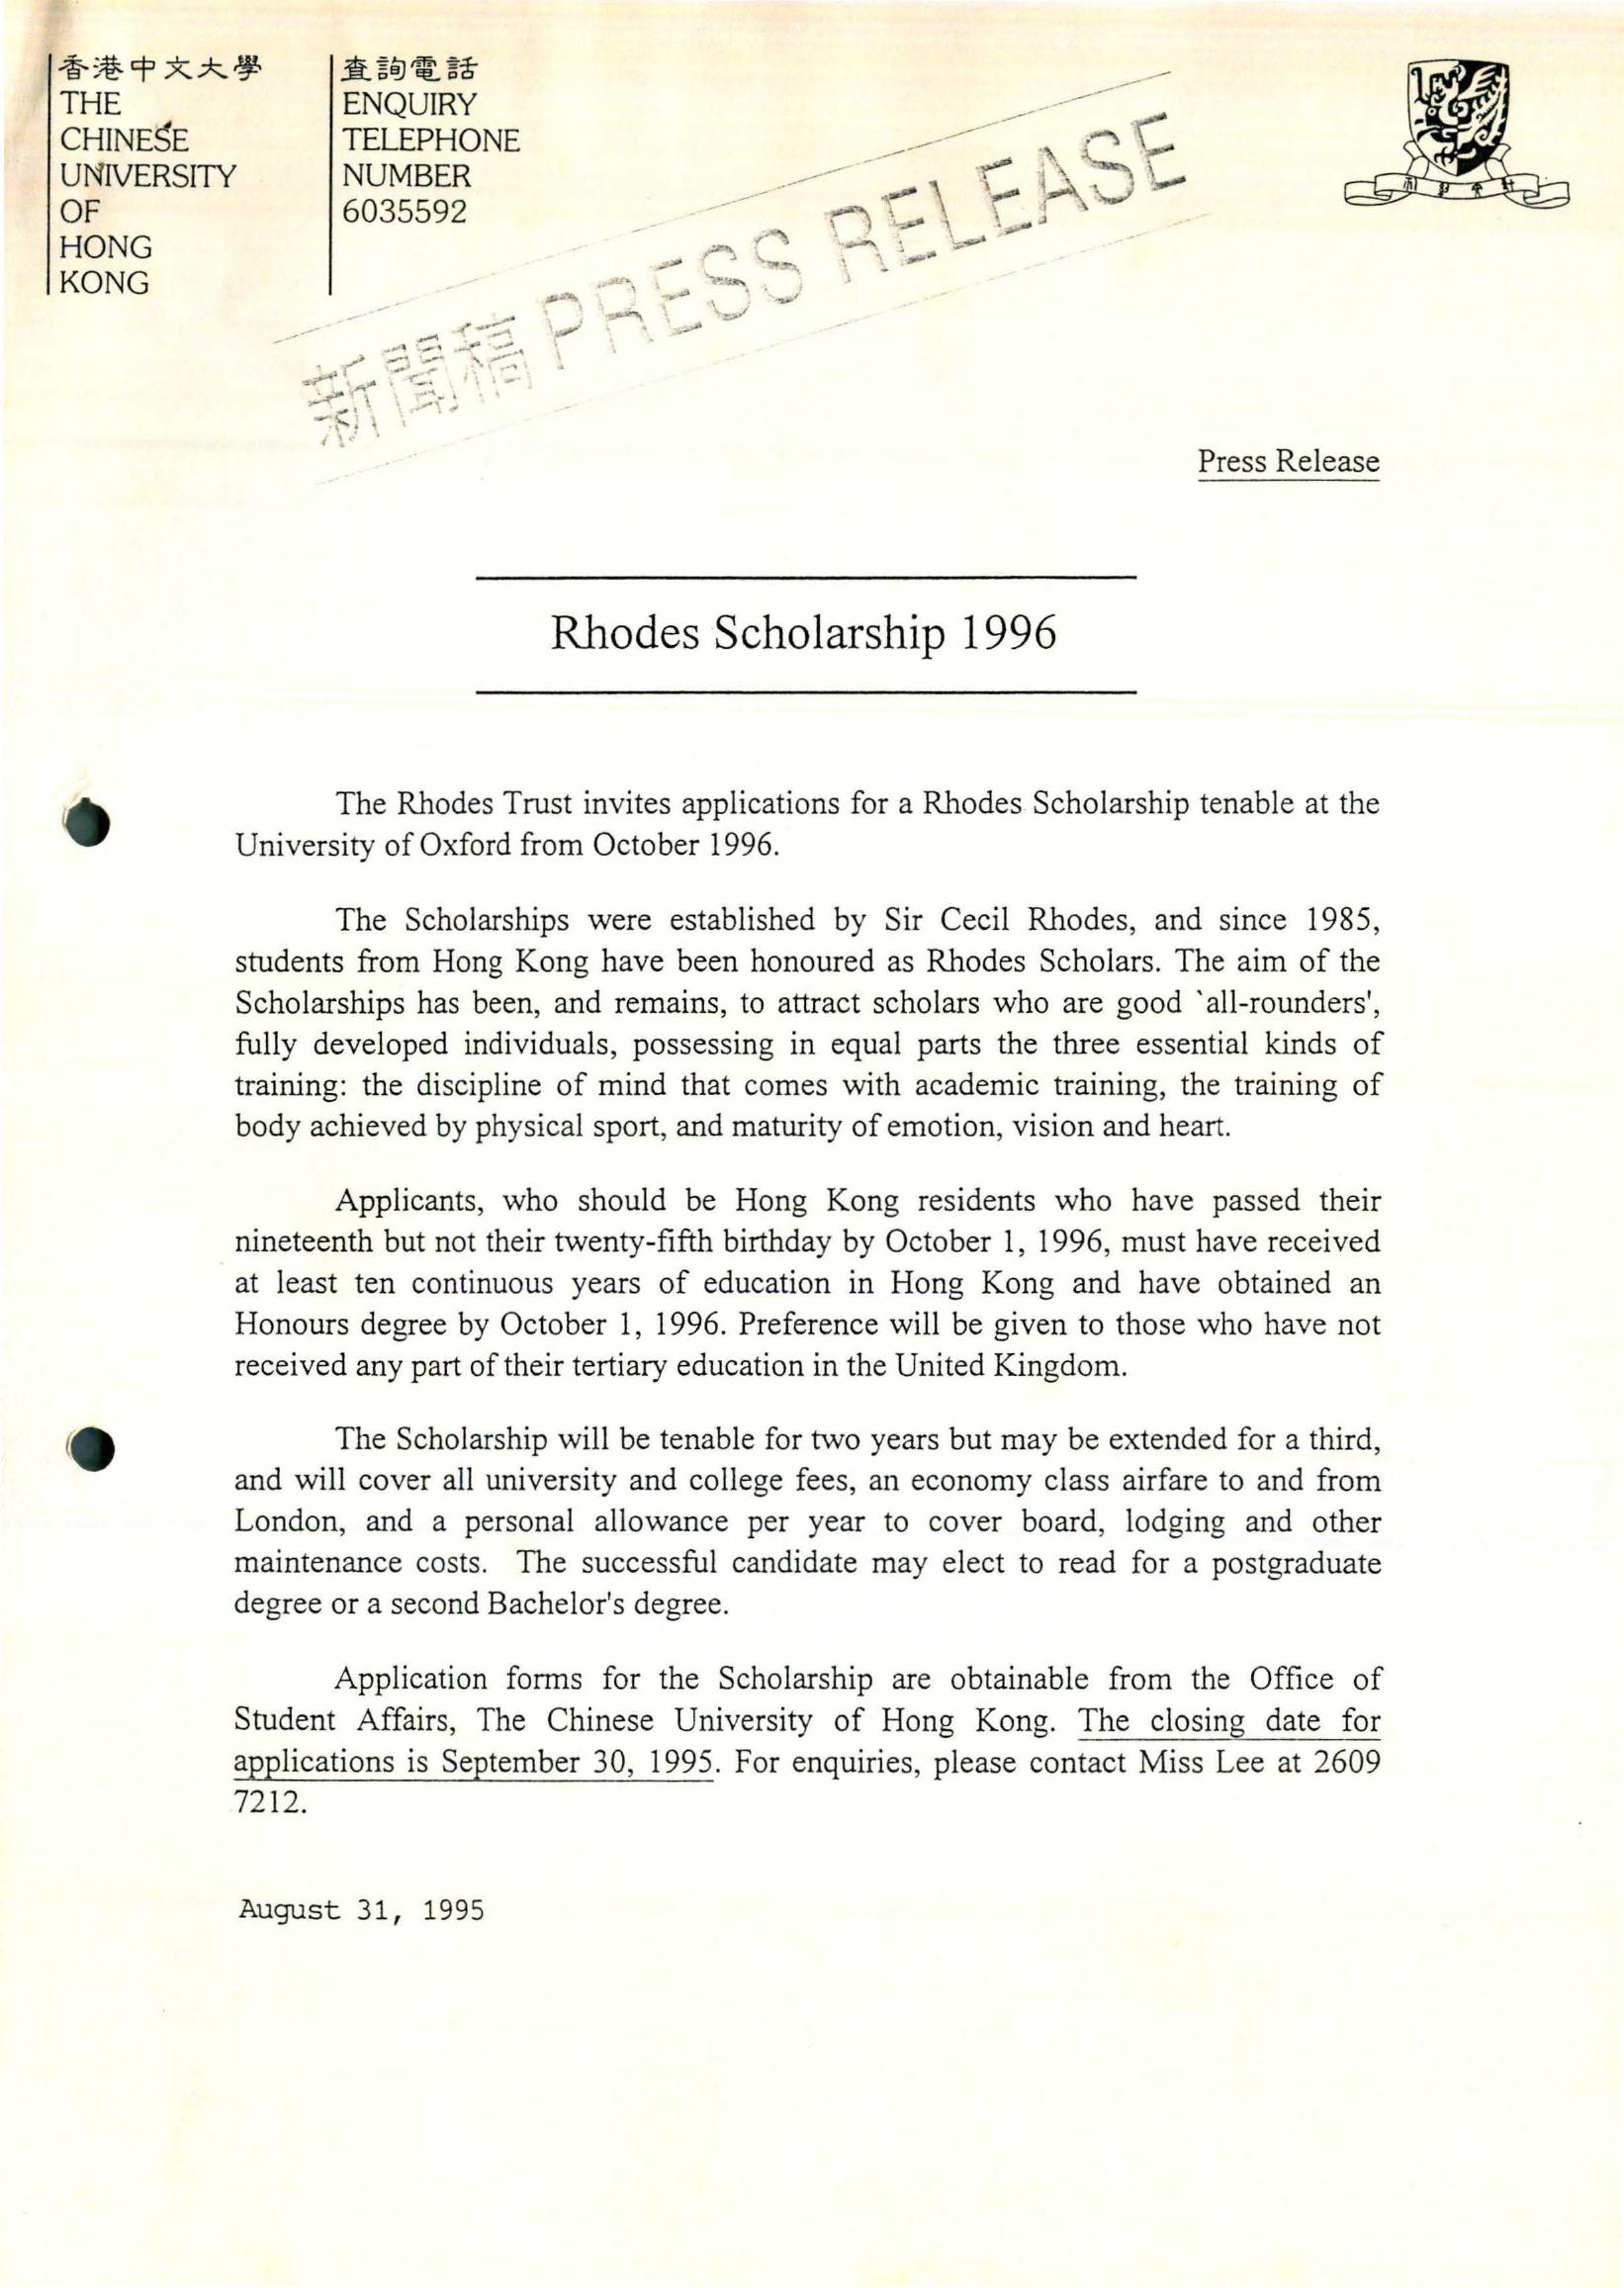 香港中文大學
THE
CHINESE
UNIVERSITY
OF
HONG
KONG
查詢電話
ENQUIRY
TELEPHONE
NUMBER
6035592
新聞稿 PRESS RELEASE
Press Release
Rhodes Scholarship 1996
The Rhodes Trust invites applications for a Rhodes Scholarship tenable at the
University of Oxford from October 1996.
The Scholarships were established by Sir Cecil Rhodes, and since 1985,
students from Hong Kong have been honoured as Rhodes Scholars. The aim of the
Scholarships has been, and remains, to attract scholars who are good `all-rounders',
fully developed individuals, possessing in equal parts the three essential kinds of
training: the discipline of mind that comes with academic training, the training of
body achieved by physical sport, and maturity of emotion, vision and heart.
Applicants, who should be Hong Kong residents who have passed their
nineteenth but not their twenty-fifth birthday by October 1, 1996, must have received
at least ten continuous years of education in Hong Kong and have obtained an
Honours degree by October 1, 1996. Preference will be given to those who have not
received any part of their tertiary education in the United Kingdom.
The Scholarship will be tenable for two years but may be extended for a third,
and will cover all university and college fees, an economy class airfare to and from
London, and a personal allowance per year to cover board, lodging and other
maintenance costs. The successful candidate may elect to read for a postgraduate
degree or a second Bachelor's degree.
Application forms for the Scholarship are obtainable from the Office of
Student Affairs, The Chinese University of Hong Kong. The closing date for
applications is September 30, 1995. For enquiries, please contact Miss Lee at 2609
7212.
August 31, 1995